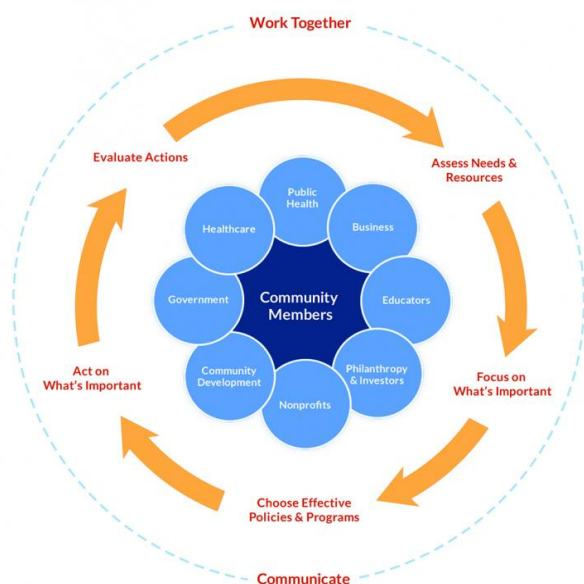 Work Together
Evaluate Actions
Assess Needs &
Resources
Public
Health
Healthcare
Business
Government
Community
Members
Educators
Community
Development
Philanthropy
& Investors
Nonprofits
Act on
What's Important
Focus on
What's Important
Choose Effective
Policies & Programs
Communicate